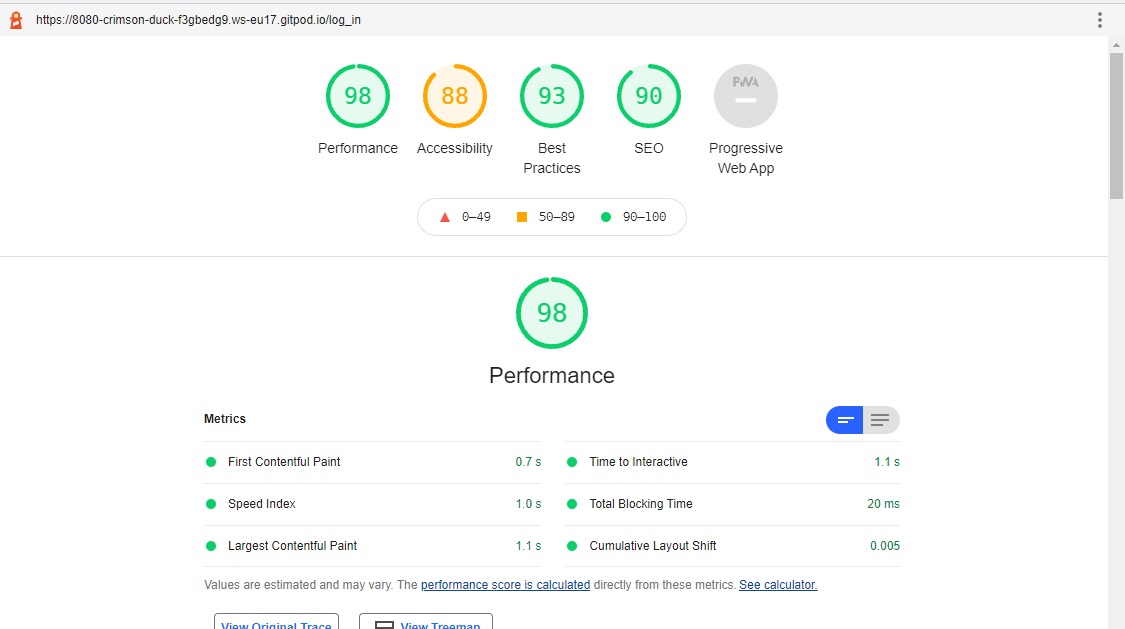 https://8080-crimson-duck-f3gbedg9.ws-eu17.gitpod.io/log_in
98 88 93 90 PWA
Performance Accessibility Best Practices SEO Progressive Web App
0–49 50–89 90–100
98
Performance
Metrics
First Contentful Paint 0.7 s Time to Interactive 1.1 s
Speed Index 1.0 s Total Blocking Time 20 ms
Largest Contentful Paint 1.1 s Cumulative Layout Shift 0.005
Values are estimated and may vary. The performance score is calculated directly from these metrics. See calculator.
View Original Trace View Treemap